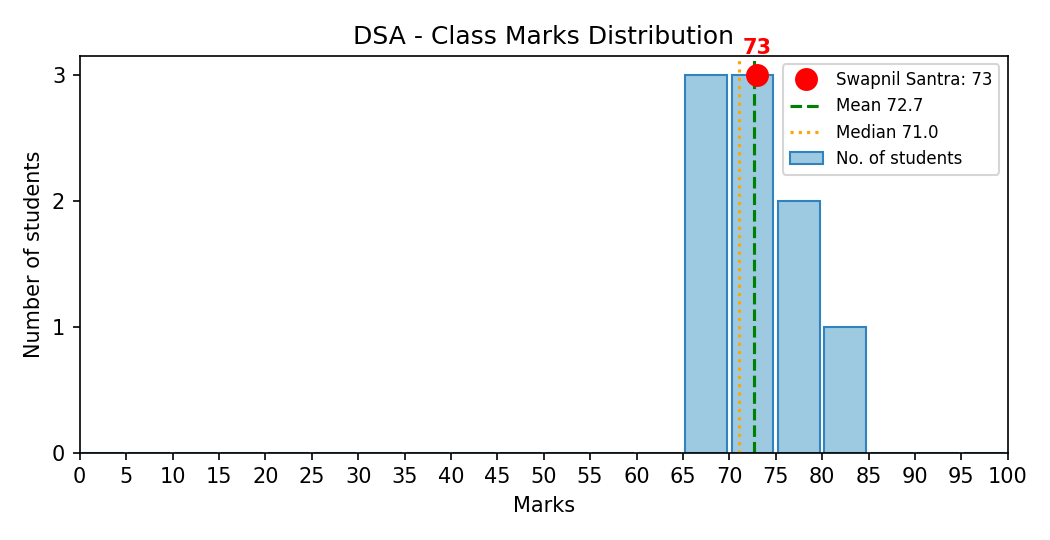 DSA - Class Marks Distribution
73
Swapnil Santra: 73
Mean 72.7
Median 71.0
No. of students
Number of students
3
2
1
0
0 5 10 15 20 25 30 35 40 45 50 55 60 65 70 75 80 85 90 95 100
Marks